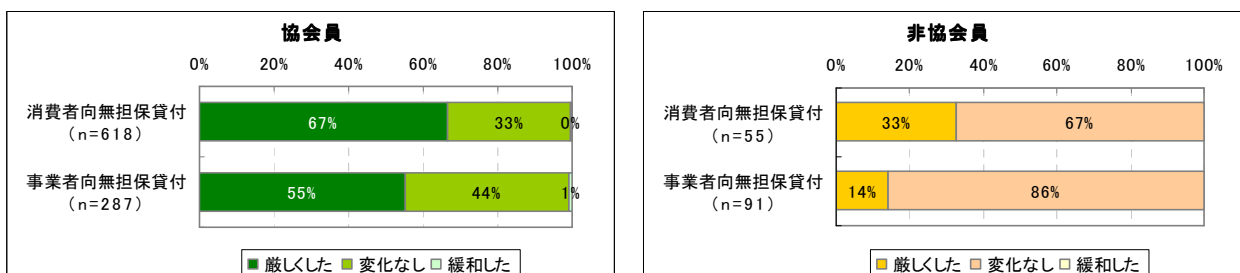 協会員
0% 20% 40% 60% 80% 100%
消費者向無担保貸付
(n=618)
67% 33% 0%
事業者向無担保貸付
(n=287)
55% 44% 1%
■ 厳しくした ■ 変化なし □ 緩和した
非協会員
0% 20% 40% 60% 80% 100%
消費者向無担保貸付
(n=55)
33% 67%
事業者向無担保貸付
(n=91)
14% 86%
■ 厳しくした ■ 変化なし □ 緩和した